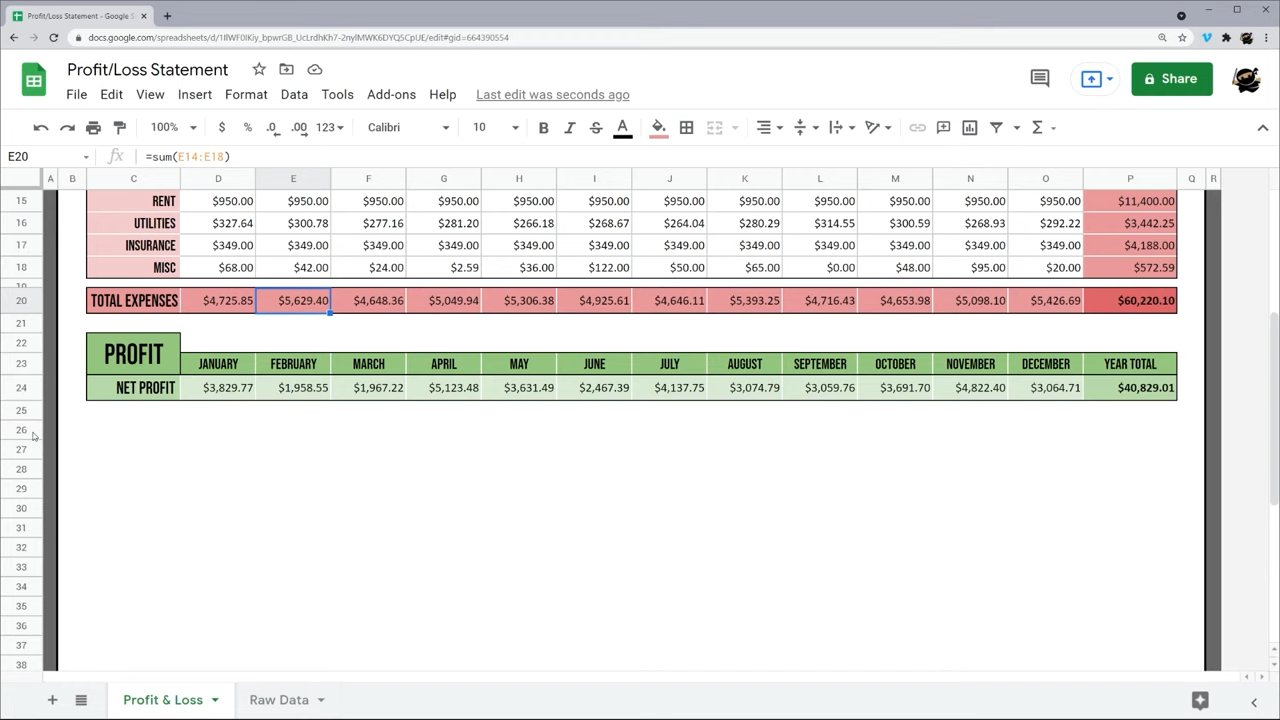 Profit/Loss Statement - Google S
docs.google.com/spreadsheets/d/1IlWF0IKiy_bpwrGB_UcLrdhKh7-2nylMWK6DYQ5CpUE/edit#gid=664390554
Profit/Loss Statement
File Edit View Insert Format Data Tools Add-ons Help Last edit was seconds ago
Share
100% $ % .0 .00 123 Calibri 10 B I S A
E20 fx =sum(E14:E18)
A B C D E F G H I J K L M N O P Q R
15 RENT $950.00 $950.00 $950.00 $950.00 $950.00 $950.00 $950.00 $950.00 $950.00 $950.00 $950.00 $950.00 $11,400.00
16 UTILITIES $327.64 $300.78 $277.16 $281.20 $266.18 $268.67 $264.04 $280.29 $314.55 $300.59 $268.93 $292.22 $3,442.25
17 INSURANCE $349.00 $349.00 $349.00 $349.00 $349.00 $349.00 $349.00 $349.00 $349.00 $349.00 $349.00 $349.00 $4,188.00
18 MISC $68.00 $42.00 $24.00 $2.59 $36.00 $122.00 $50.00 $65.00 $0.00 $48.00 $95.00 $20.00 $572.59
19
20 TOTAL EXPENSES $4,725.85 $5,629.40 $4,648.36 $5,049.94 $5,306.38 $4,925.61 $4,646.11 $5,393.25 $4,716.43 $4,653.98 $5,098.10 $5,426.69 $60,220.10
21
22 PROFIT
23 JANUARY FEBRUARY MARCH APRIL MAY JUNE JULY AUGUST SEPTEMBER OCTOBER NOVEMBER DECEMBER YEAR TOTAL
24 NET PROFIT $3,829.77 $1,958.55 $1,967.22 $5,123.48 $3,631.49 $2,467.39 $4,137.75 $3,074.79 $3,059.76 $3,691.70 $4,822.40 $3,064.71 $40,829.01
25
26
27
28
29
30
31
32
33
34
35
36
37
38
Profit & Loss Raw Data